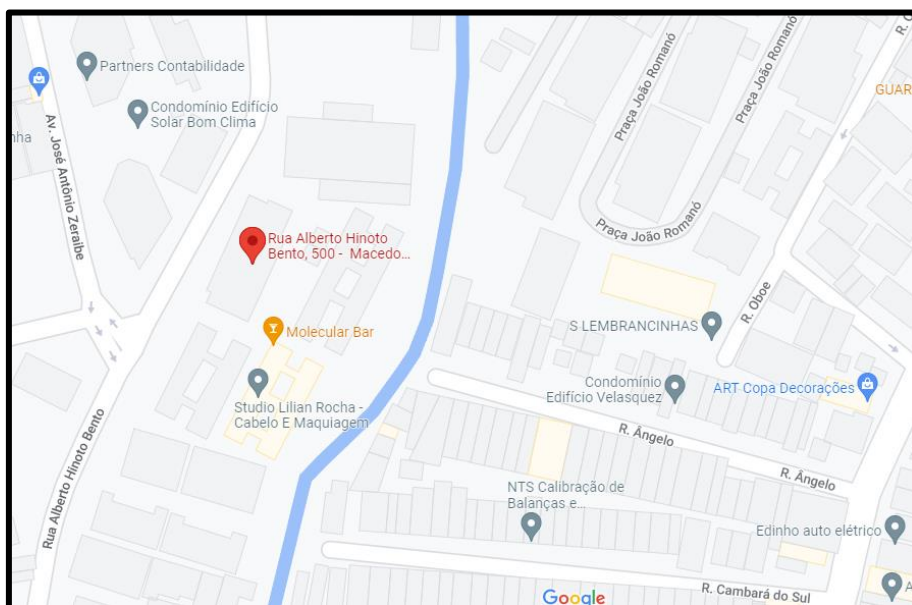 Partners Contabilidade
Condomínio Edifício
Solar Bom Clima
nha
Av. José Antônio Zeraibe
Rua Alberto Hinoto
Bento, 500 - Macedo...
Molecular Bar
Studio Lilian Rocha -
Cabelo E Maquiagem
Rua Alberto Hinoto Bento
Praça João Romanó
Praça João Romanó
Praça João Romanó
GUAR
R. Oboe
S LEMBRANCINHAS
Condomínio
Edifício Velasquez
ART Copa Decorações
R. Ângelo
R. Ângelo
NTS Calibração de
Balanças e...
Edinho auto elétrico
R. Cambará do Sul
Google